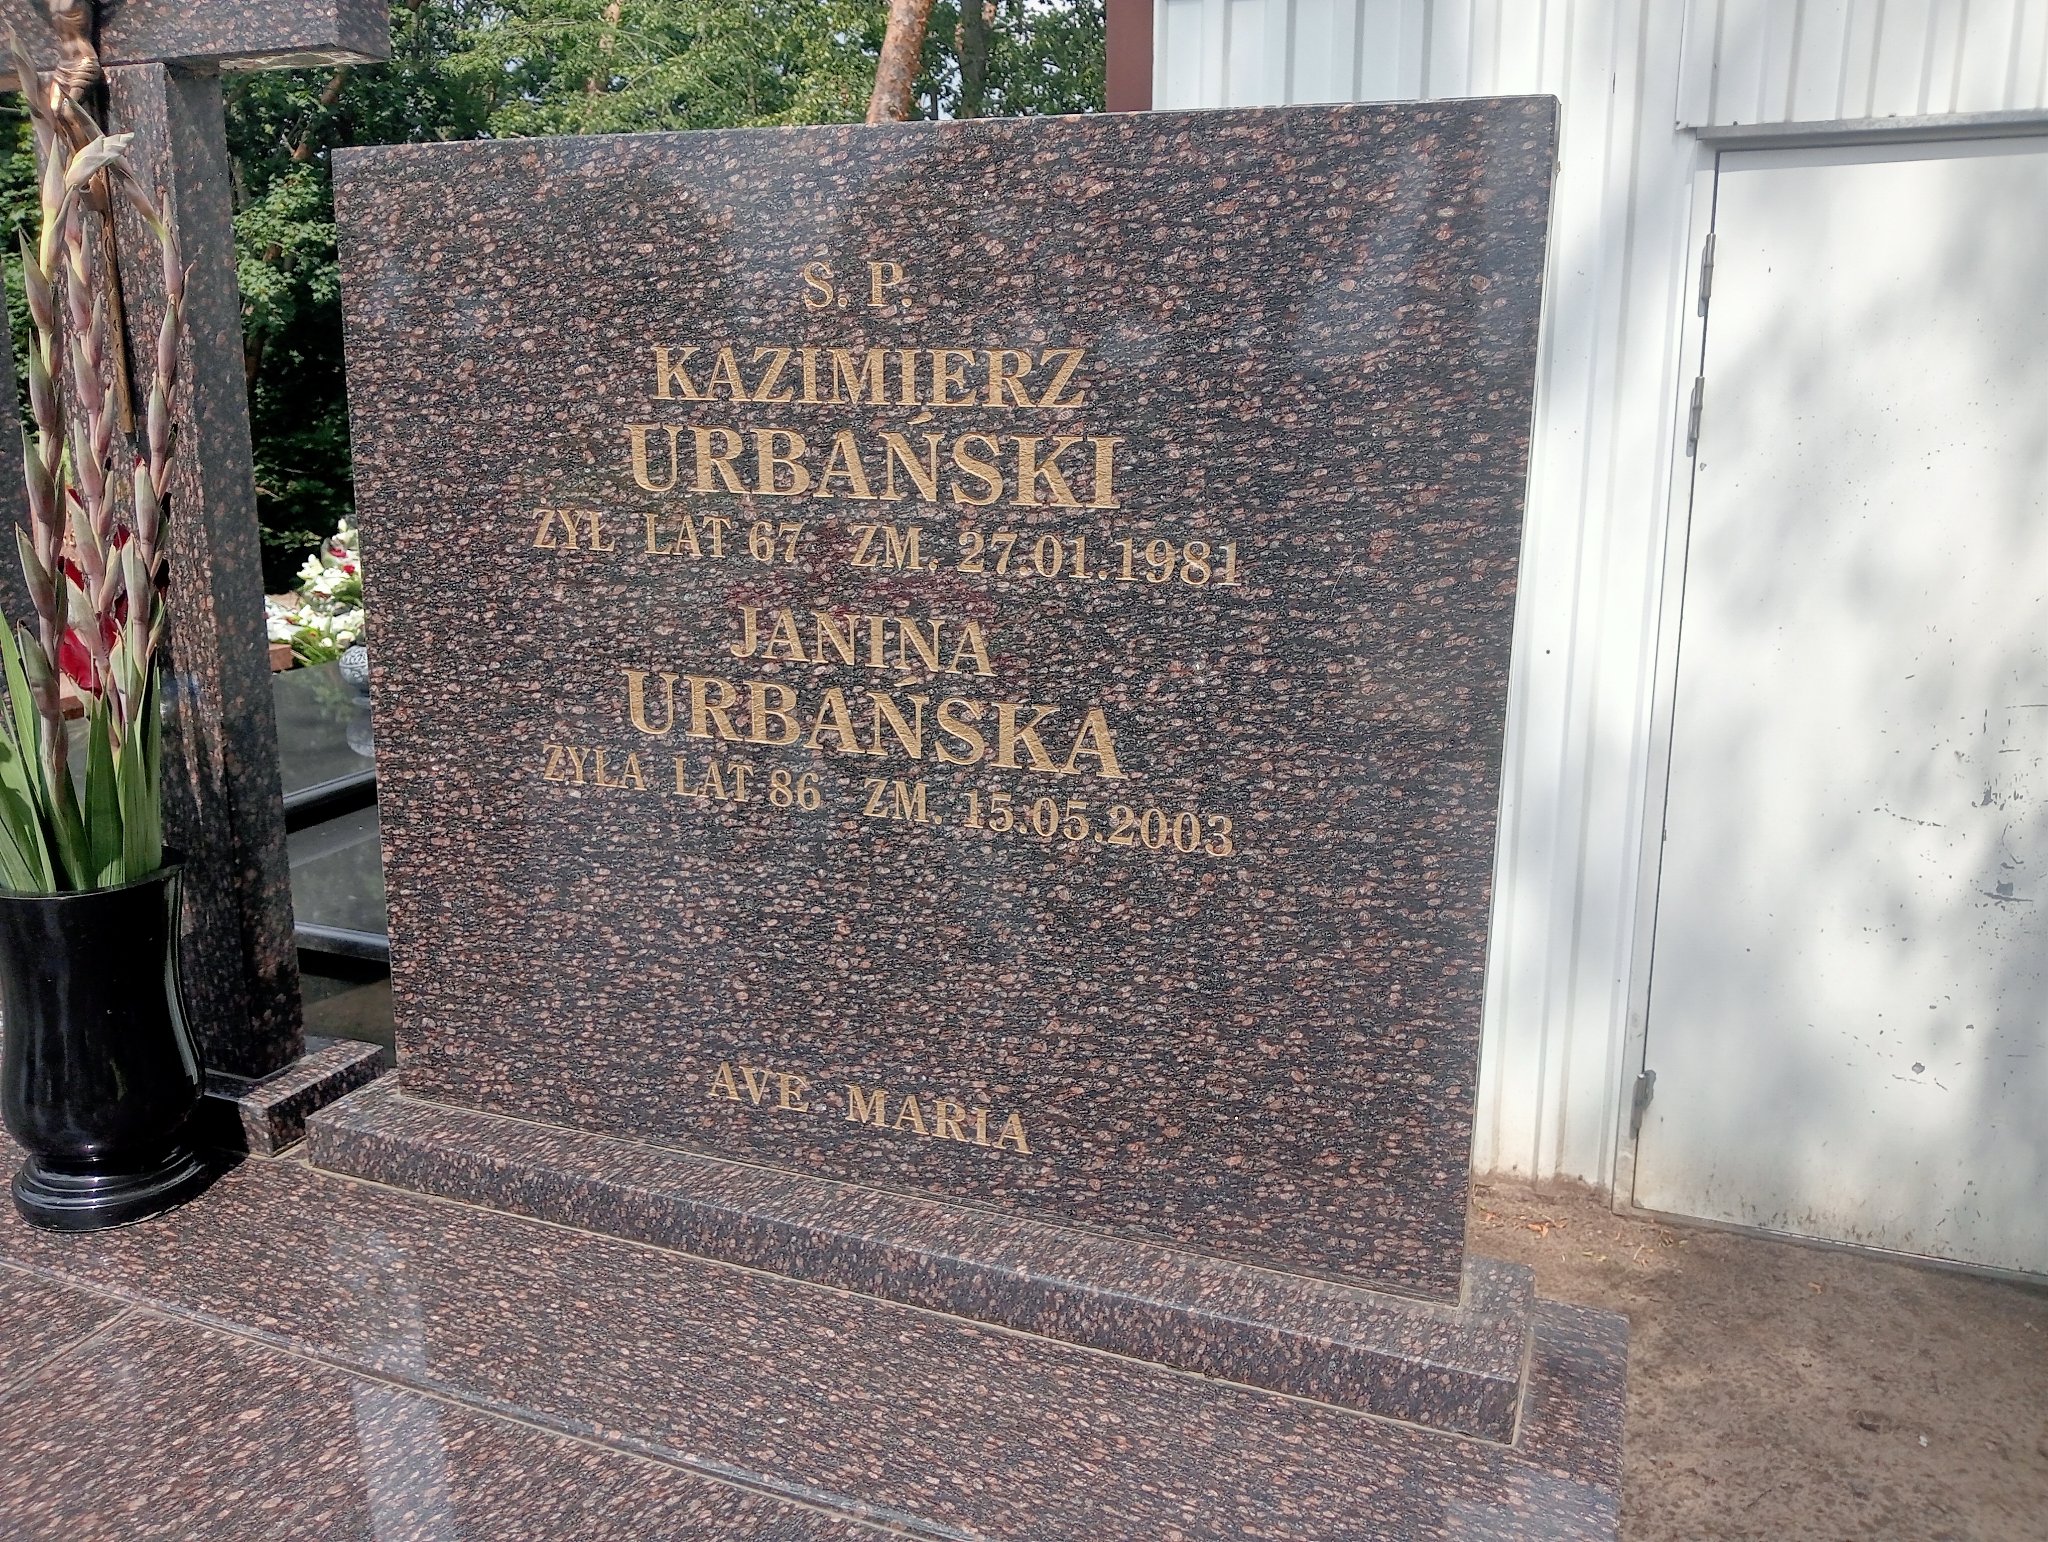 Ś. P.
KAZIMIERZ
URBAŃSKI
ŻYŁ LAT 67 ZM. 27.01.1981
JANINA
URBAŃSKA
ŻYŁA LAT 86 ZM. 15.05.2003
AVE MARIA